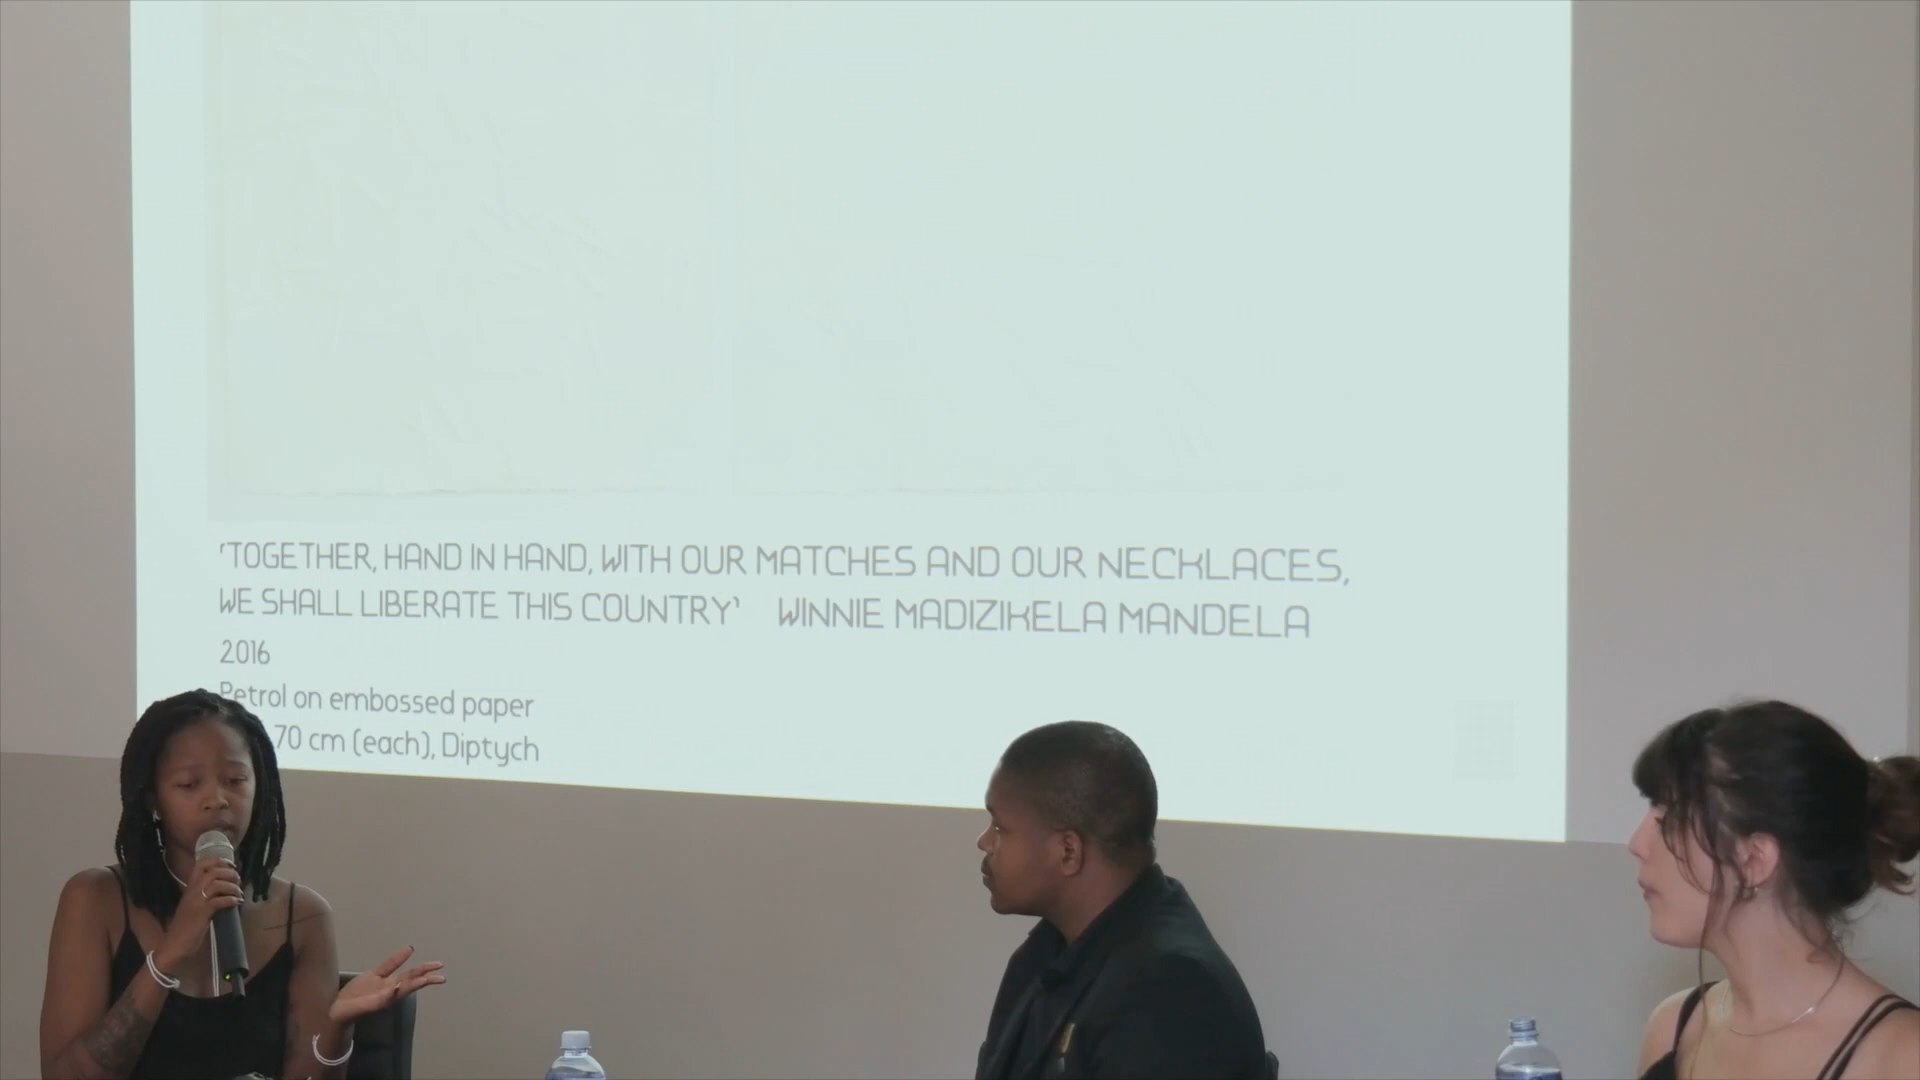 ‘TOGETHER, HAND IN HAND, WITH OUR MATCHES AND OUR NECKLACES,
WE SHALL LIBERATE THIS COUNTRY’ WINNIE MADIZIKELA MANDELA
2016
Petrol on embossed paper
70 cm (each), Diptych